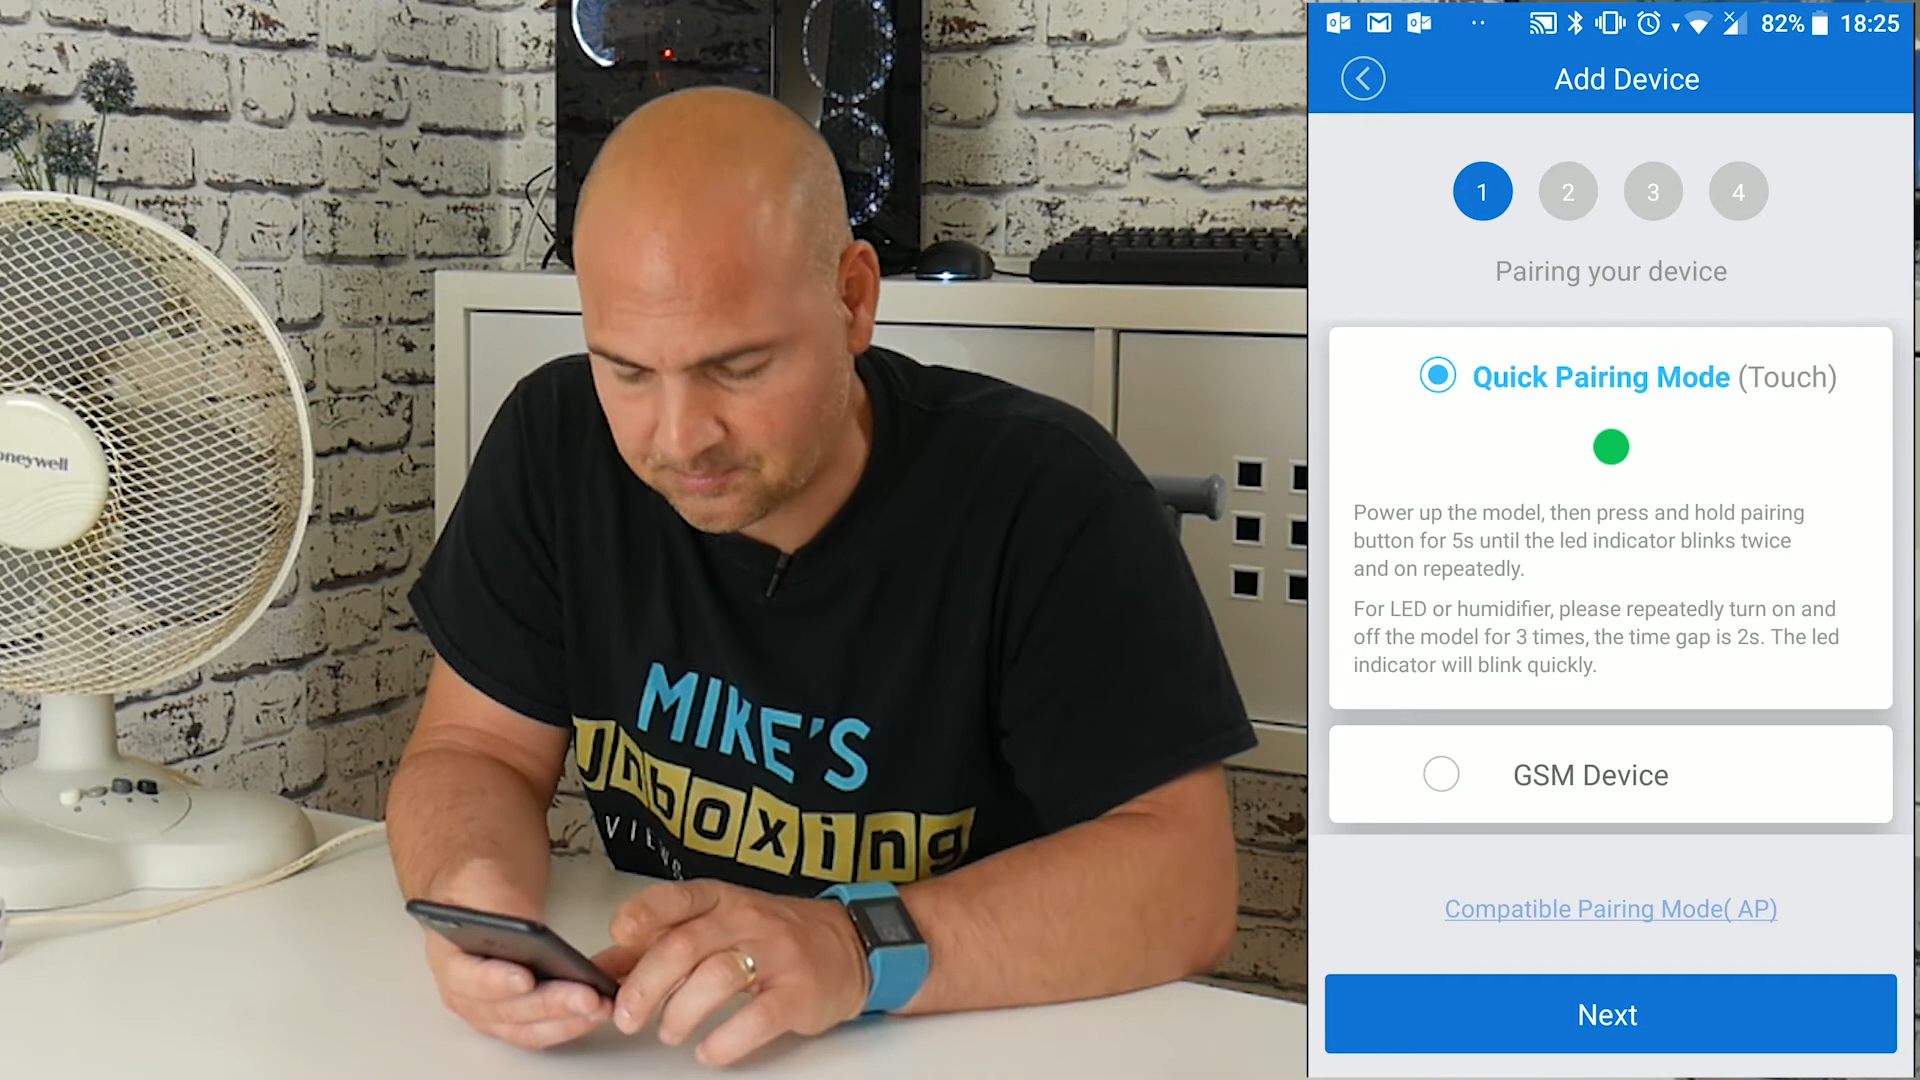 82% 18:25
Add Device
1 2 3 4
Pairing your device
Quick Pairing Mode (Touch)
Power up the model, then press and hold pairing
button for 5s until the led indicator blinks twice
and on repeatedly.
For LED or humidifier, please repeatedly turn on and
off the model for 3 times, the time gap is 2s. The led
indicator will blink quickly.
GSM Device
Compatible Pairing Mode( AP)
Next
oneywell
MIKE'S
unboxing
VIEWS